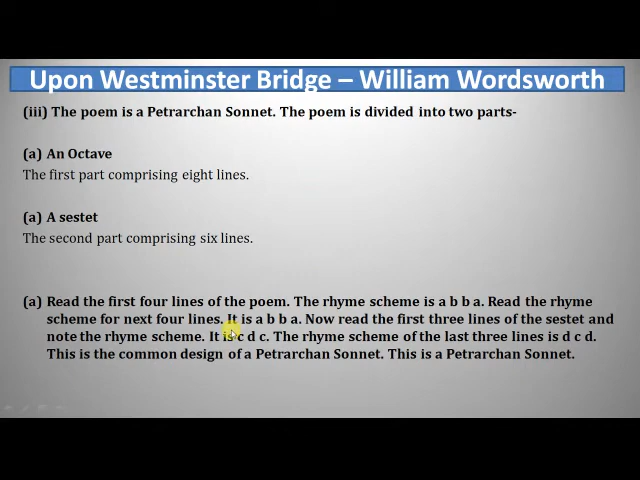 Upon Westminster Bridge – William Wordsworth
(iii) The poem is a Petrarchan Sonnet. The poem is divided into two parts-
(a) An Octave
The first part comprising eight lines.
(a) A sestet
The second part comprising six lines.
(a) Read the first four lines of the poem. The rhyme scheme is a b b a. Read the rhyme
scheme for next four lines. It is a b b a. Now read the first three lines of the sestet and
note the rhyme scheme. It is c d c. The rhyme scheme of the last three lines is d c d.
This is the common design of a Petrarchan Sonnet. This is a Petrarchan Sonnet.